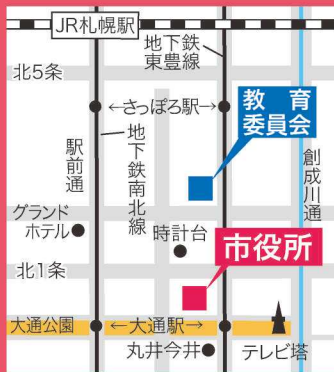 JR札幌駅
地下鉄
東豊線
北5条
←さっぽろ駅→
教育
委員会
駅前通
地下鉄南北線
創成川通
グランド
ホテル
時計台
市役所
北1条
大通公園
←大通駅→
丸井今井
テレビ塔